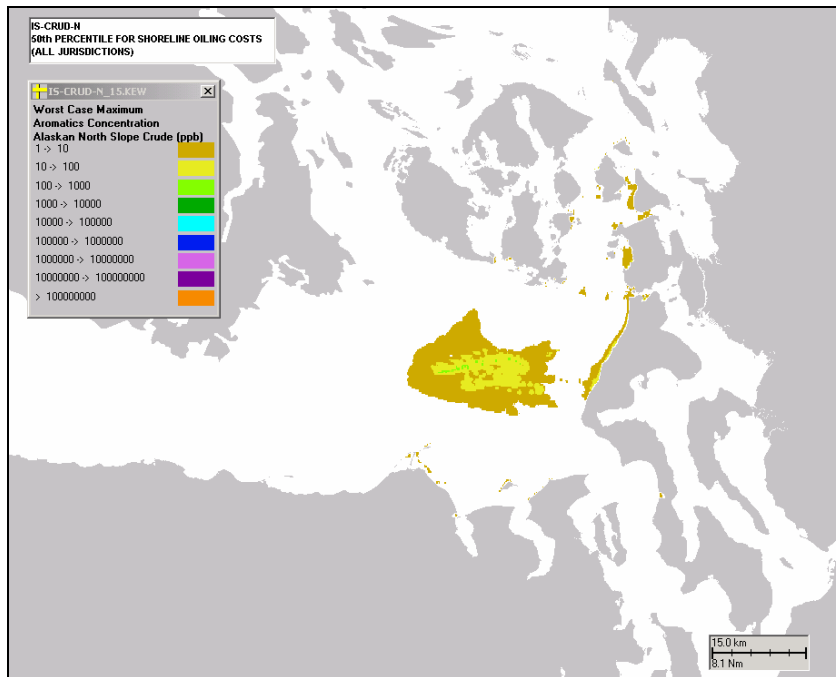 IS-CRUD-N
50th PERCENTILE FOR SHORELINE OILING COSTS
(ALL JURISDICTIONS)
IS-CRUD-N_15.KEW
Worst Case Maximum
Aromatics Concentration
Alaskan North Slope Crude (ppb)
1 -> 10
10 -> 100
100 -> 1000
1000 -> 10000
10000 -> 100000
100000 -> 1000000
1000000 -> 10000000
10000000 -> 100000000
> 100000000
15.0 km
8.1 Nm